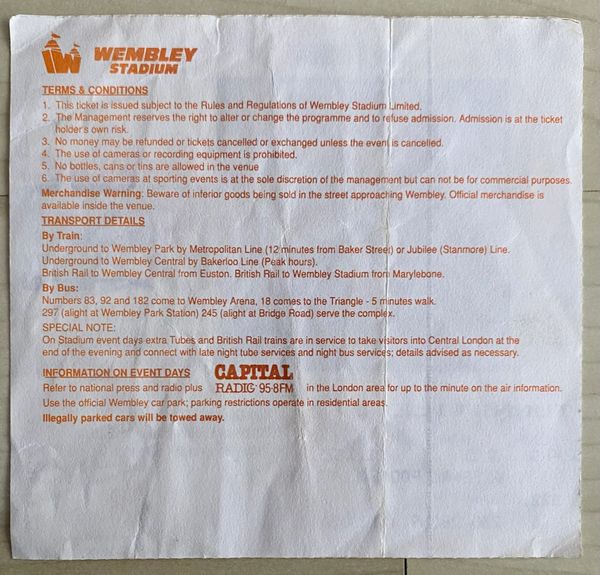 WEMBLEY
STADIUM
TERMS & CONDITIONS
1. This ticket is issued subject to the Rules and Regulations of Wembley Stadium Limited.
2. The Management reserves the right to alter or change the programme and to refuse admission. Admission is at the ticket
holder's own risk.
3. No money may be refunded or tickets cancelled or exchanged unless the event is cancelled.
4. The use of cameras or recording equipment is prohibited.
5. No bottles, cans or tins are allowed in the venue
6. The use of cameras at sporting events is at the sole discretion of the management but can not be for commercial purposes.
Merchandise Warning: Beware of inferior goods being sold in the street approaching Wembley. Official merchandise is
available inside the venue.
TRANSPORT DETAILS
By Train:
Underground to Wembley Park by Metropolitan Line (12 minutes from Baker Street) or Jubilee (Stanmore) Line.
Underground to Wembley Central by Bakerloo Line (Peak hours).
British Rail to Wembley Central from Euston. British Rail to Wembley Stadium from Marylebone.
By Bus:
Numbers 83, 92 and 182 come to Wembley Arena, 18 comes to the Triangle - 5 minutes walk.
297 (alight at Wembley Park Station) 245 (alight at Bridge Road) serve the complex.
SPECIAL NOTE:
On Stadium event days extra Tubes and British Rail trains are in service to take visitors into Central London at the
end of the evening and connect with late night tube services and night bus services; details advised as necessary.
INFORMATION ON EVENT DAYS CAPITAL
Refer to national press and radio plus RADIO 95·8FM in the London area for up to the minute on the air information.
Use the official Wembley car park; parking restrictions operate in residential areas.
Illegally parked cars will be towed away.